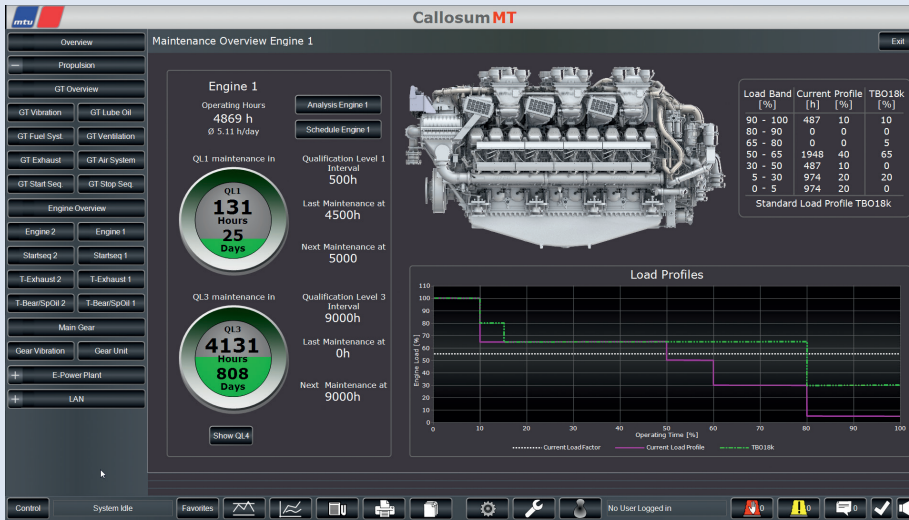 mtu
Callosum MT
Overview
Maintenance Overview Engine 1
Exit
Propulsion
GT Overview
GT Vibration
GT Lube Oil
GT Fuel Syst
GT Ventilation
GT Exhaust
GT Air System
GT Start Seq.
GT Stop Seq.
Engine Overview
Engine 2
Engine 1
Startseq 2
Startseq 1
T-Exhaust 2
T-Exhaust 1
T-Bear/SpOil 2
T-Bear/SpOil 1
Main Gear
Gear Vibration
Gear Unit
E-Power Plant
LAN
Engine 1
Operating Hours
4869 h
Ø 5.11 h/day
Analysis Engine 1
Schedule Engine 1
QL1 maintenance in
QL1
131
Hours
25
Days
Qualification Level 1
Interval
500h
Last Maintenance at
4500h
Next Maintenance at
5000
QL3 maintenance in
QL3
4131
Hours
808
Days
Qualification Level 3
Interval
9000h
Last Maintenance at
0h
Next Maintenance at
9000h
Show QL4
Load Band Current Profile TBO18k
[%] [h] [%] [%]
90 - 100 487 10 10
80 - 90 0 0 0
65 - 80 0 0 5
50 - 65 1948 40 65
30 - 50 487 10 0
5 - 30 974 20 20
0 - 5 974 20 0
Standard Load Profile TBO18k
Load Profiles
Engine Load [%]
110
100
90
80
70
60
50
40
30
20
10
0
0 10 20 30 40 50 60 70 80 90 100
Operating Time [%]
Current Load Factor Current Load Profile TBO18k
Control
System Idle
Favorites
No User Logged in
0
0
0